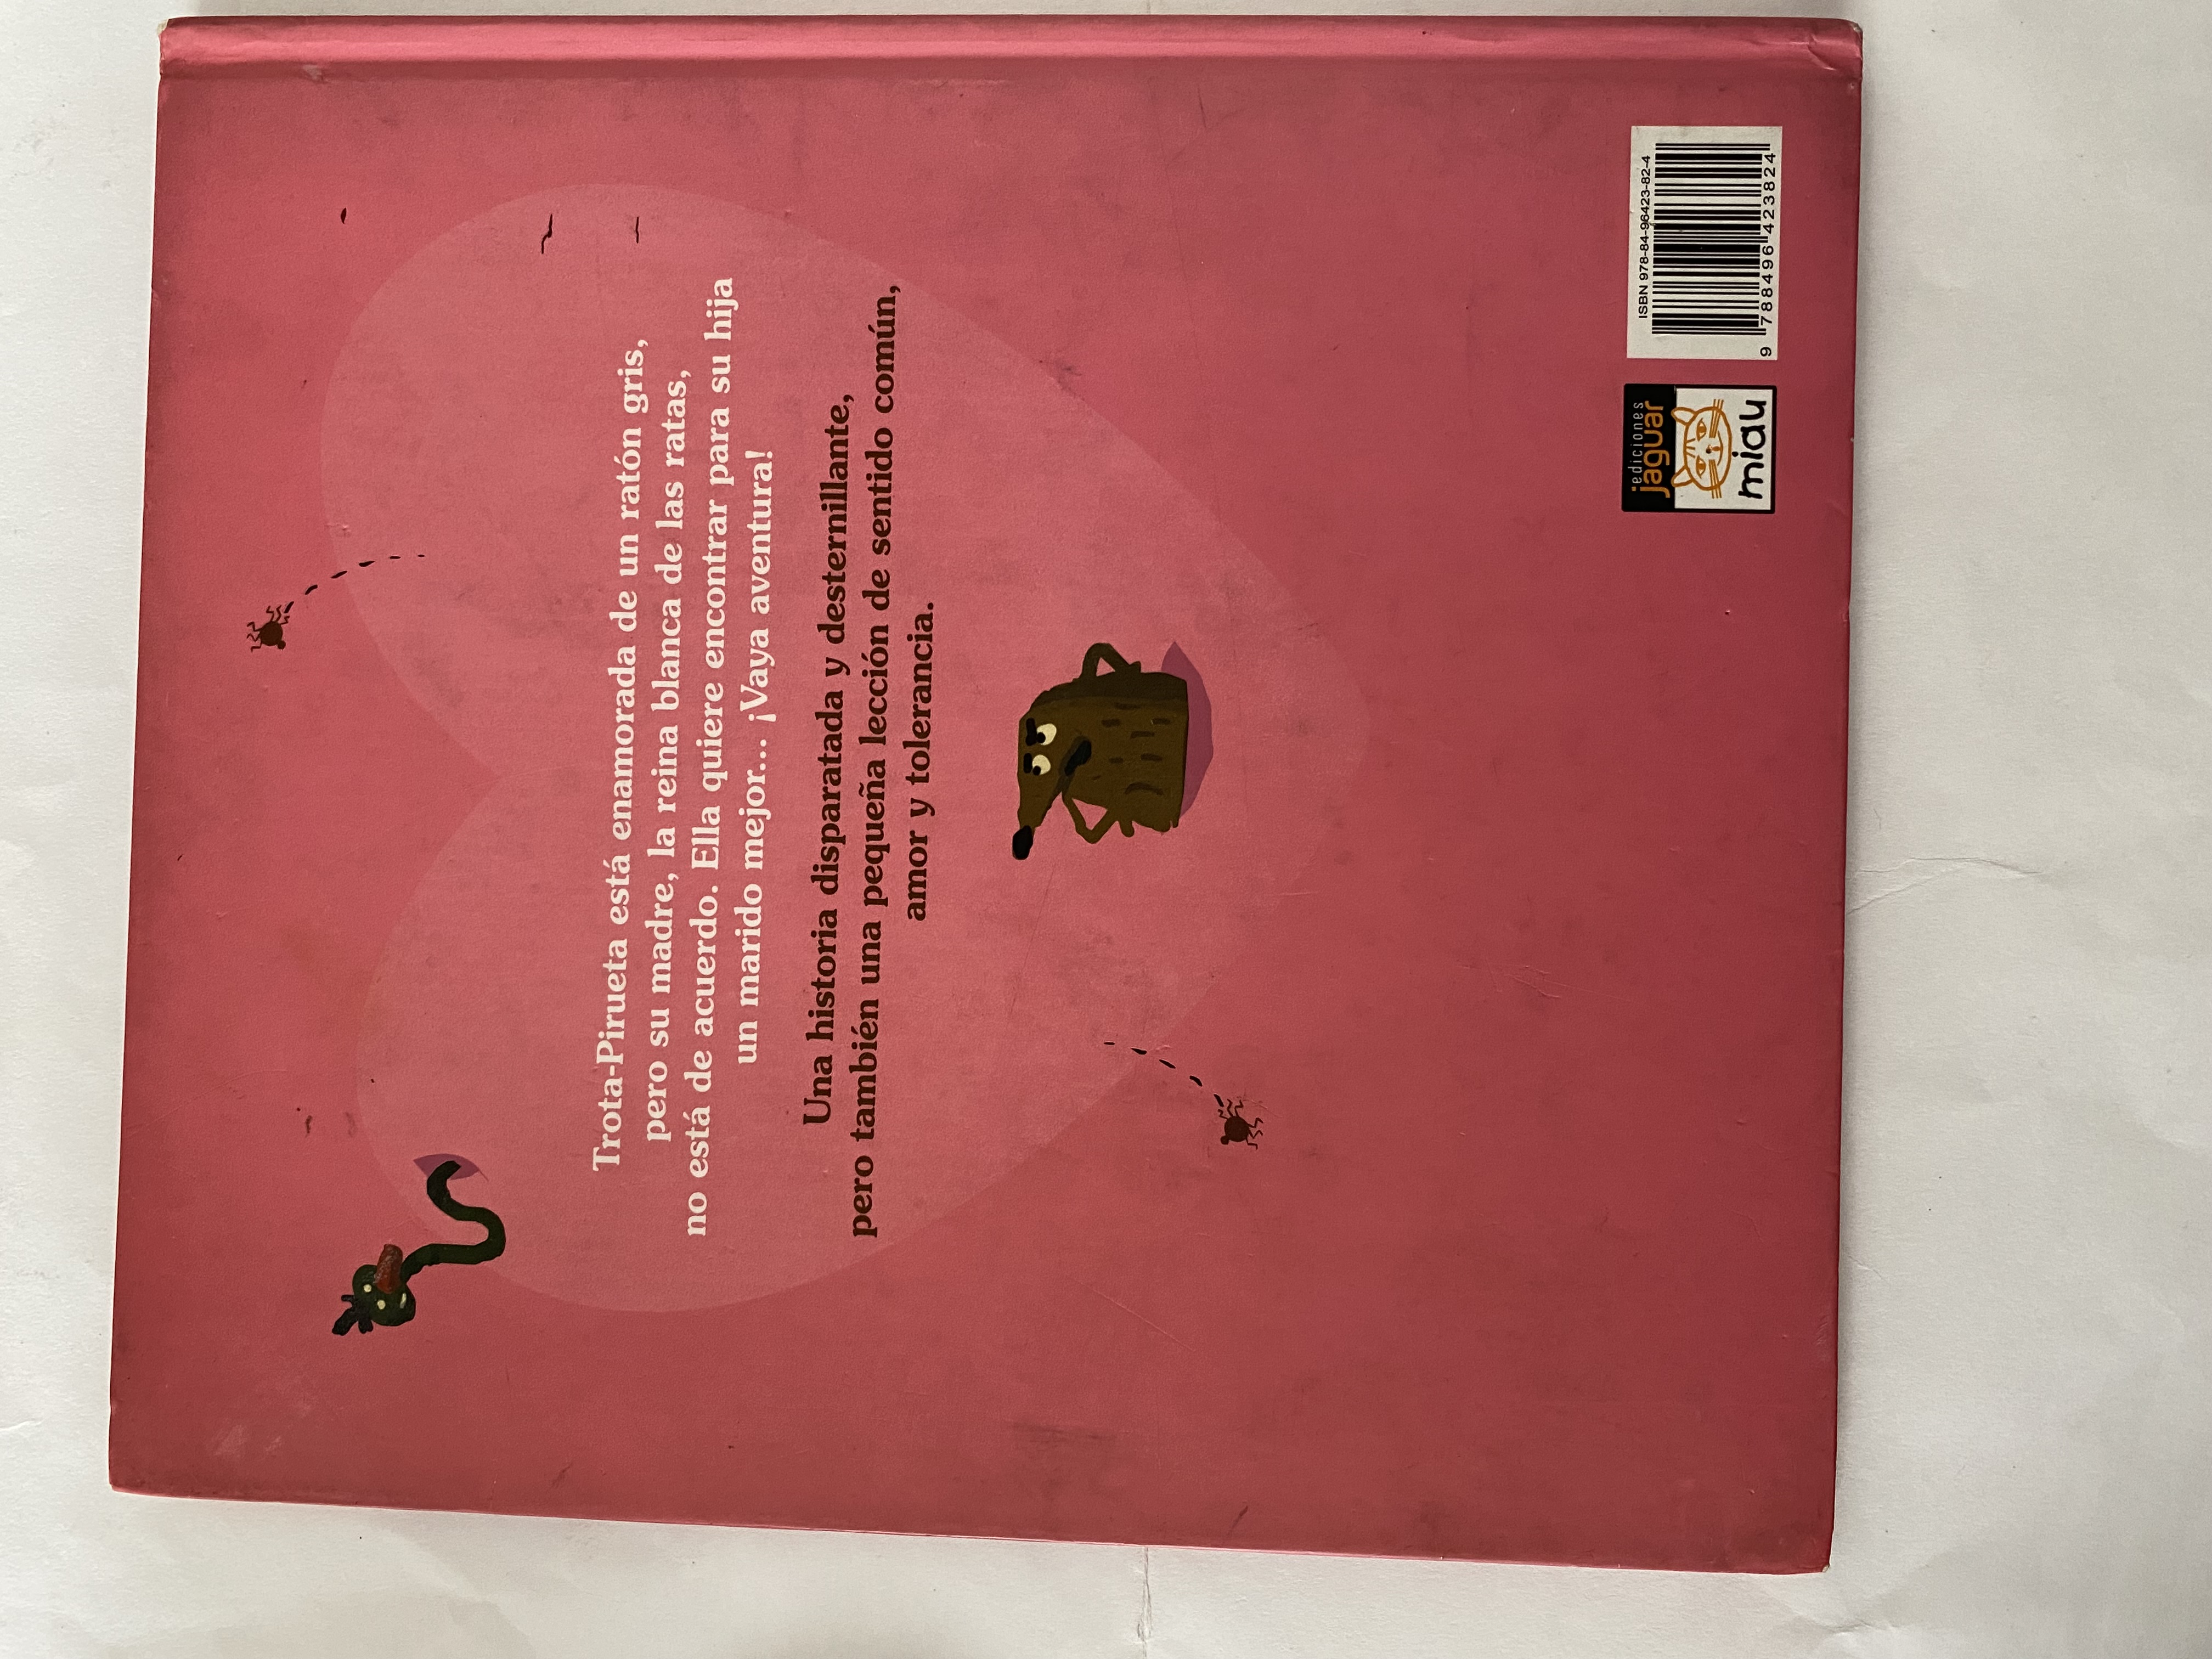 Trota-Pirueta está enamorada de un ratón gris,
pero su madre, la reina blanca de las ratas,
no está de acuerdo. Ella quiere encontrar para su hija
un marido mejor... ¡Vaya aventura!
Una historia disparatada y desternillante,
pero también una pequeña lección de sentido común,
amor y tolerancia.
ediciones
jaguar
miau
ISBN 978-84-96423-82-4
9 788496 423824